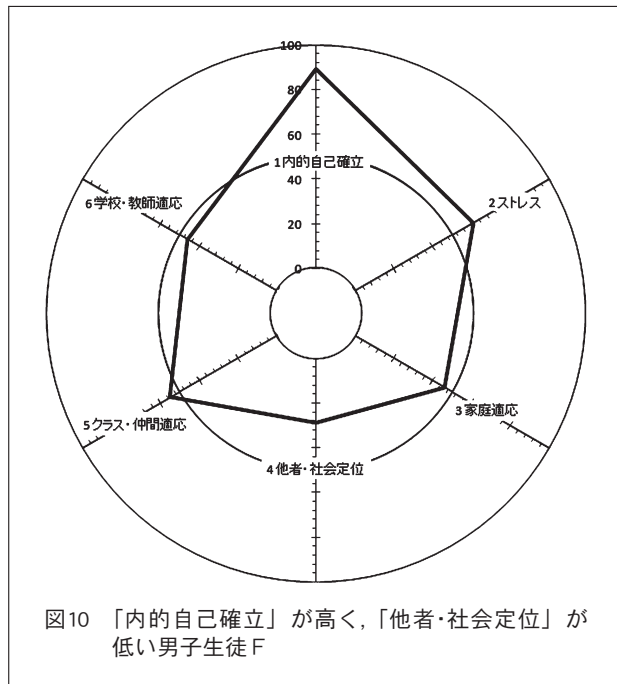 100
80
60
1内的自己確立
40
20
0
2ストレス
6学校・教師適応
3家庭適応
5クラス・仲間適応
4他者・社会定位
図10 「内的自己確立」が高く,「他者・社会定位」が
低い男子生徒F